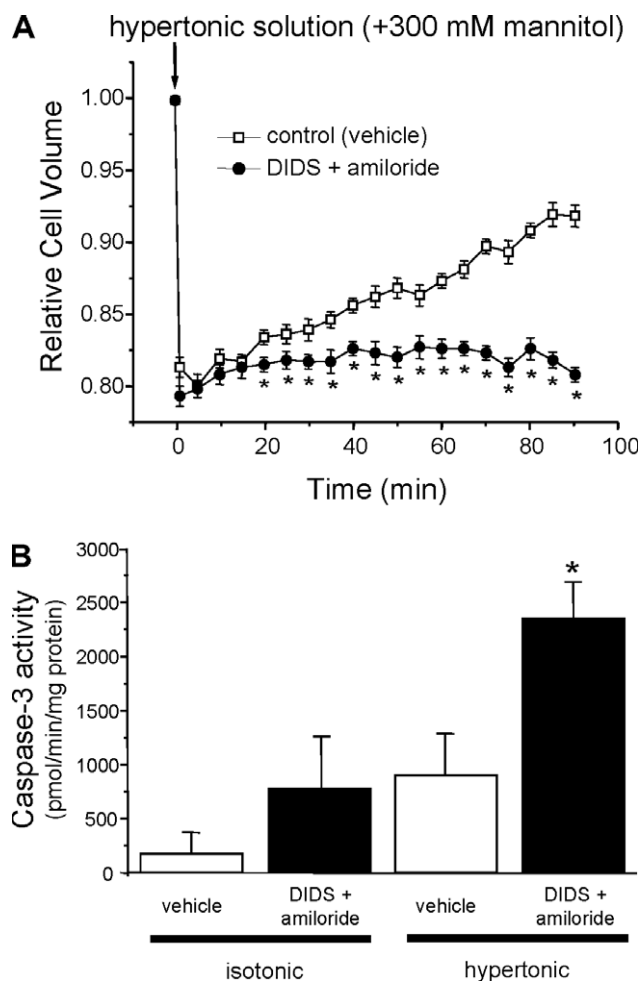 A
hypertonic solution (+300 mM mannitol)
1.00
0.95
0.90
0.85
0.80
Relative Cell Volume
control (vehicle)
DIDS + amiloride
* * * * * * * * * * * * * * *
0 20 40 60 80 100
Time (min)
B
3000
2500
2000
1500
1000
500
0
Caspase-3 activity
(pmol/min/mg protein)
*
vehicle
DIDS +
amiloride
vehicle
DIDS +
amiloride
isotonic
hypertonic